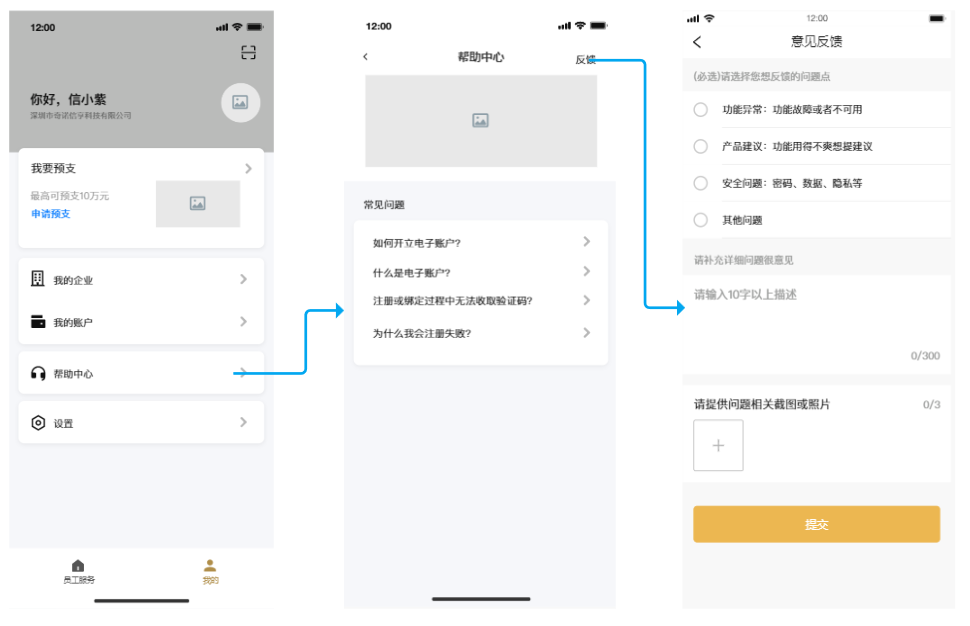 12:00
你好，信小紫
深圳市奇诺信字科技有限公司
我要预支
最高可预支10万元
申请预支
我的企业
我的账户
帮助中心
设置
员工服务
我的
12:00
帮助中心
反馈
常见问题
如何开立电子账户?
什么是电子账户?
注册或绑定过程中无法收取验证码?
为什么我会注册失败?
12:00
意见反馈
(必选)请选择您想反馈的问题点
功能异常：功能故障或者不可用
产品建议：功能用得不爽想提建议
安全问题：密码、数据、隐私等
其他问题
请补充详细问题很意见
请输入10字以上描述
0/300
请提供问题相关截图或照片
0/3
提交